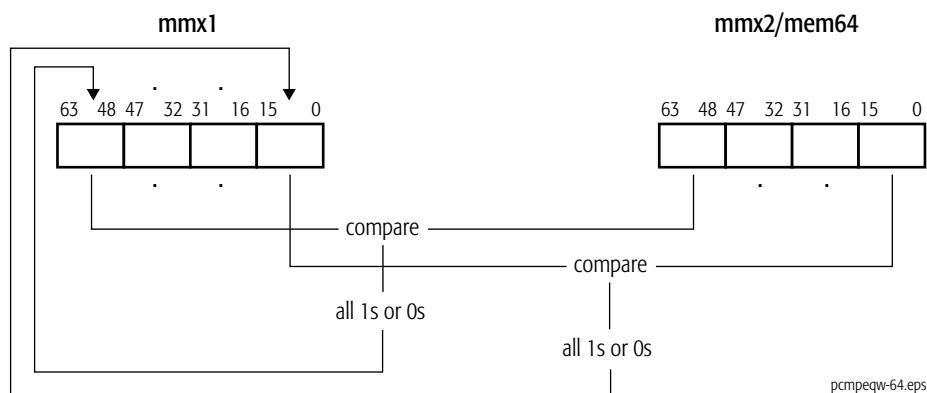 mmx1 mmx2/mem64
. .
63 48 47 32 31 16 15 0 63 48 47 32 31 16 15 0
. . . .
compare
compare
all 1s or 0s
all 1s or 0s
pcmpeqw-64.eps